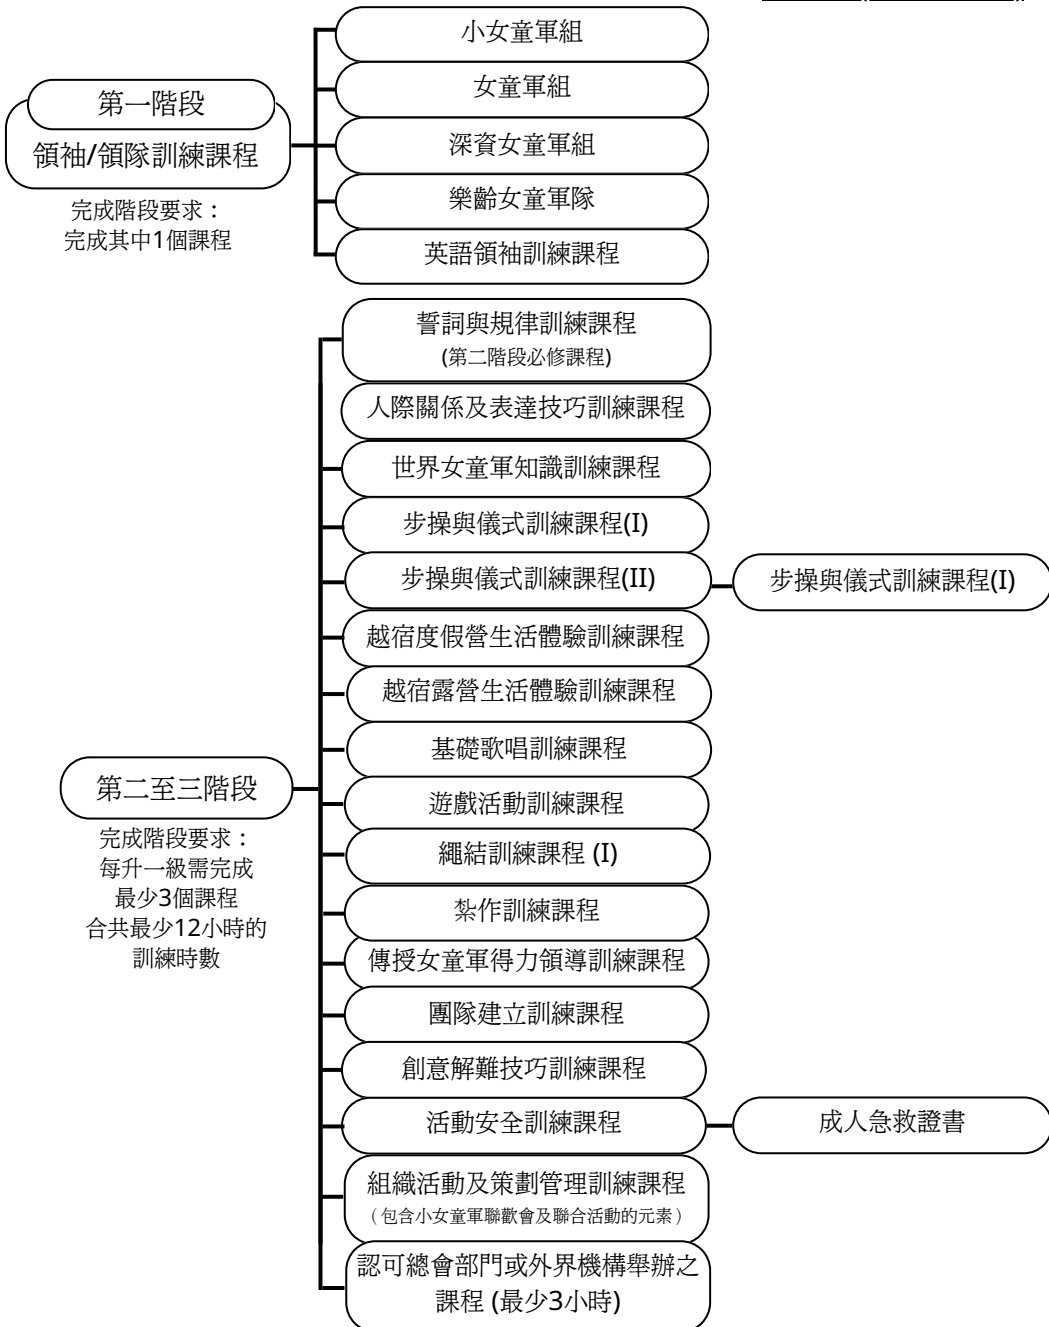 小女童軍組
女童軍組
第一階段
領袖/領隊訓練課程
深資女童軍組
樂齡女童軍隊
完成階段要求：
完成其中1個課程
英語領袖訓練課程
誓詞與規律訓練課程
(第二階段必修課程)
人際關係及表達技巧訓練課程
世界女童軍知識訓練課程
步操與儀式訓練課程(I)
步操與儀式訓練課程(II)
步操與儀式訓練課程(I)
越宿度假營生活體驗訓練課程
越宿露營生活體驗訓練課程
基礎歌唱訓練課程
第二至三階段
遊戲活動訓練課程
完成階段要求：
每升一級需完成
最少3個課程
合共最少12小時的
訓練時數
繩結訓練課程 (I)
紮作訓練課程
傳授女童軍得力領導訓練課程
團隊建立訓練課程
創意解難技巧訓練課程
活動安全訓練課程
成人急救證書
組織活動及策劃管理訓練課程
（包含小女童軍聯歡會及聯合活動的元素）
認可總會部門或外界機構舉辦之
課程 (最少3小時)